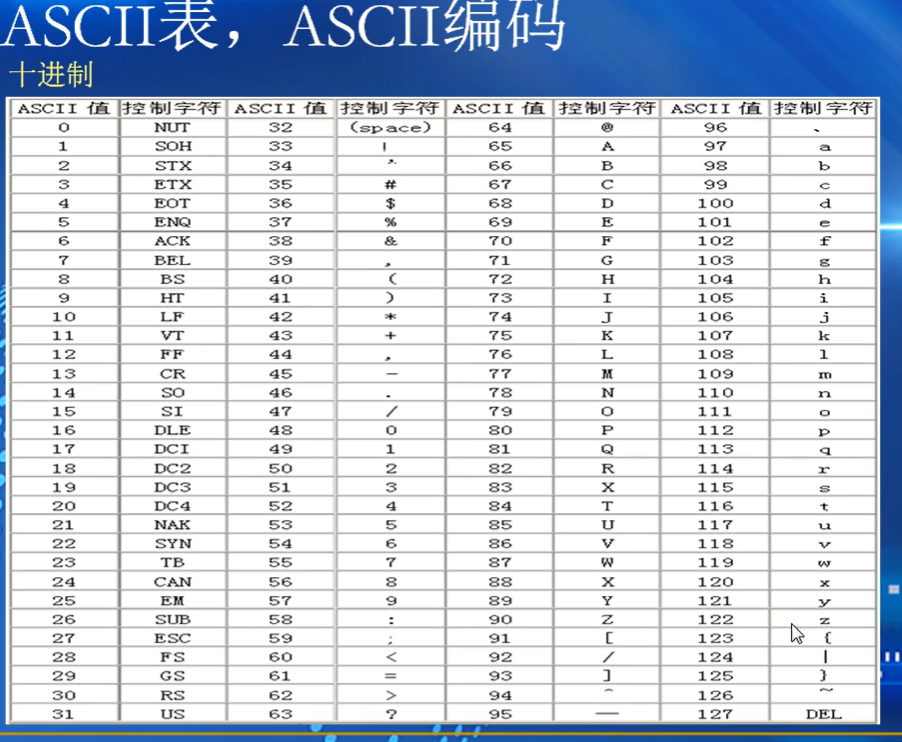 ASCII表，ASCII编码
十进制
ASCII 值 控制字符 ASCII 值 控制字符 ASCII 值 控制字符 ASCII 值 控制字符
0 NUT 32 (space) 64 @ 96 、
1 SOH 33 ! 65 A 97 a
2 STX 34 " 66 B 98 b
3 ETX 35 # 67 C 99 c
4 EOT 36 $ 68 D 100 d
5 ENQ 37 % 69 E 101 e
6 ACK 38 & 70 F 102 f
7 BEL 39 , 71 G 103 g
8 BS 40 ( 72 H 104 h
9 HT 41 ) 73 I 105 i
10 LF 42 * 74 J 106 j
11 VT 43 + 75 K 107 k
12 FF 44 , 76 L 108 l
13 CR 45 - 77 M 109 m
14 SO 46 . 78 N 110 n
15 SI 47 / 79 O 111 o
16 DLE 48 0 80 P 112 p
17 DCI 49 1 81 Q 113 q
18 DC2 50 2 82 R 114 r
19 DC3 51 3 83 X 115 s
20 DC4 52 4 84 T 116 t
21 NAK 53 5 85 U 117 u
22 SYN 54 6 86 V 118 v
23 TB 55 7 87 W 119 w
24 CAN 56 8 88 X 120 x
25 EM 57 9 89 Y 121 y
26 SUB 58 : 90 Z 122 z
27 ESC 59 ; 91 [ 123 {
28 FS 60 < 92 / 124 |
29 GS 61 = 93 ] 125 }
30 RS 62 > 94 ^ 126 ~
31 US 63 ? 95 — 127 DEL